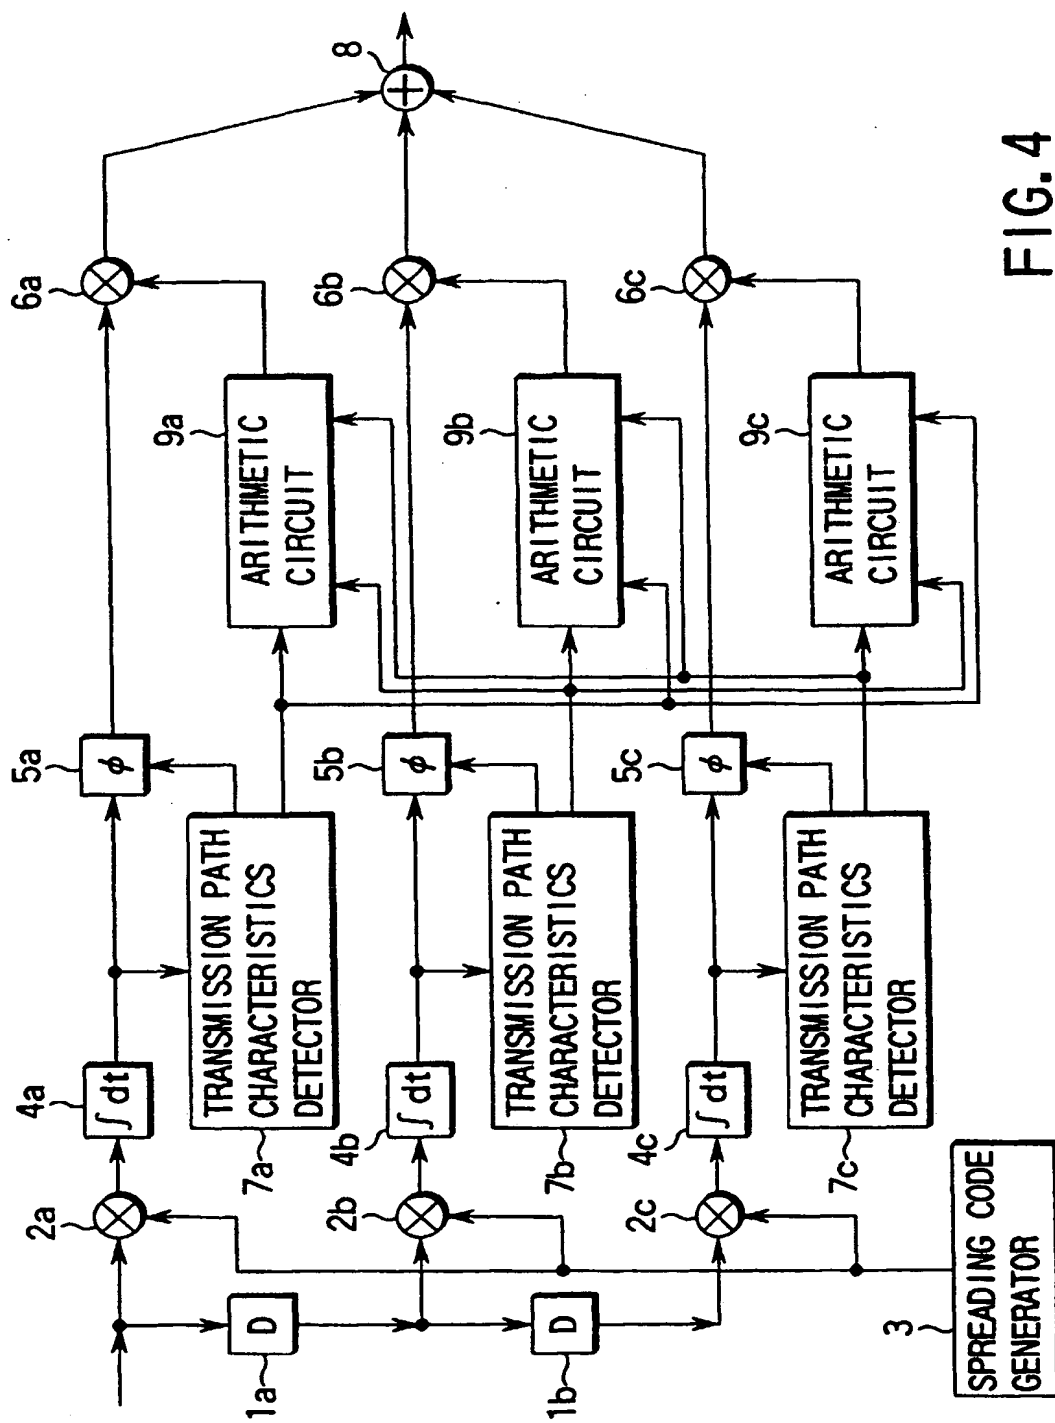 4a
∫dt
2a
5a
ϕ
6a
8
1a
D
7a
TRANSMISSION PATH
CHARACTERISTICS
DETECTOR
9a
ARITHMETIC
CIRCUIT
2b
4b
∫dt
5b
ϕ
6b
1b
D
7b
TRANSMISSION PATH
CHARACTERISTICS
DETECTOR
9b
ARITHMETIC
CIRCUIT
2c
4c
∫dt
5c
ϕ
6c
7c
TRANSMISSION PATH
CHARACTERISTICS
DETECTOR
9c
ARITHMETIC
CIRCUIT
3
SPREADING CODE
GENERATOR
FIG. 4